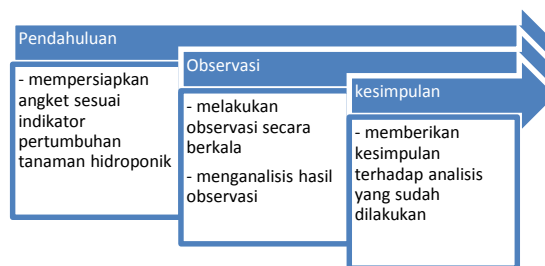 Pendahuluan
- mempersiapkan
angket sesuai
indikator
pertumbuhan
tanaman hidroponik
Observasi
- melakukan
observasi secara
berkala
- menganalisis hasil
observasi
kesimpulan
- memberikan
kesimpulan
terhadap analisis
yang sudah
dilakukan